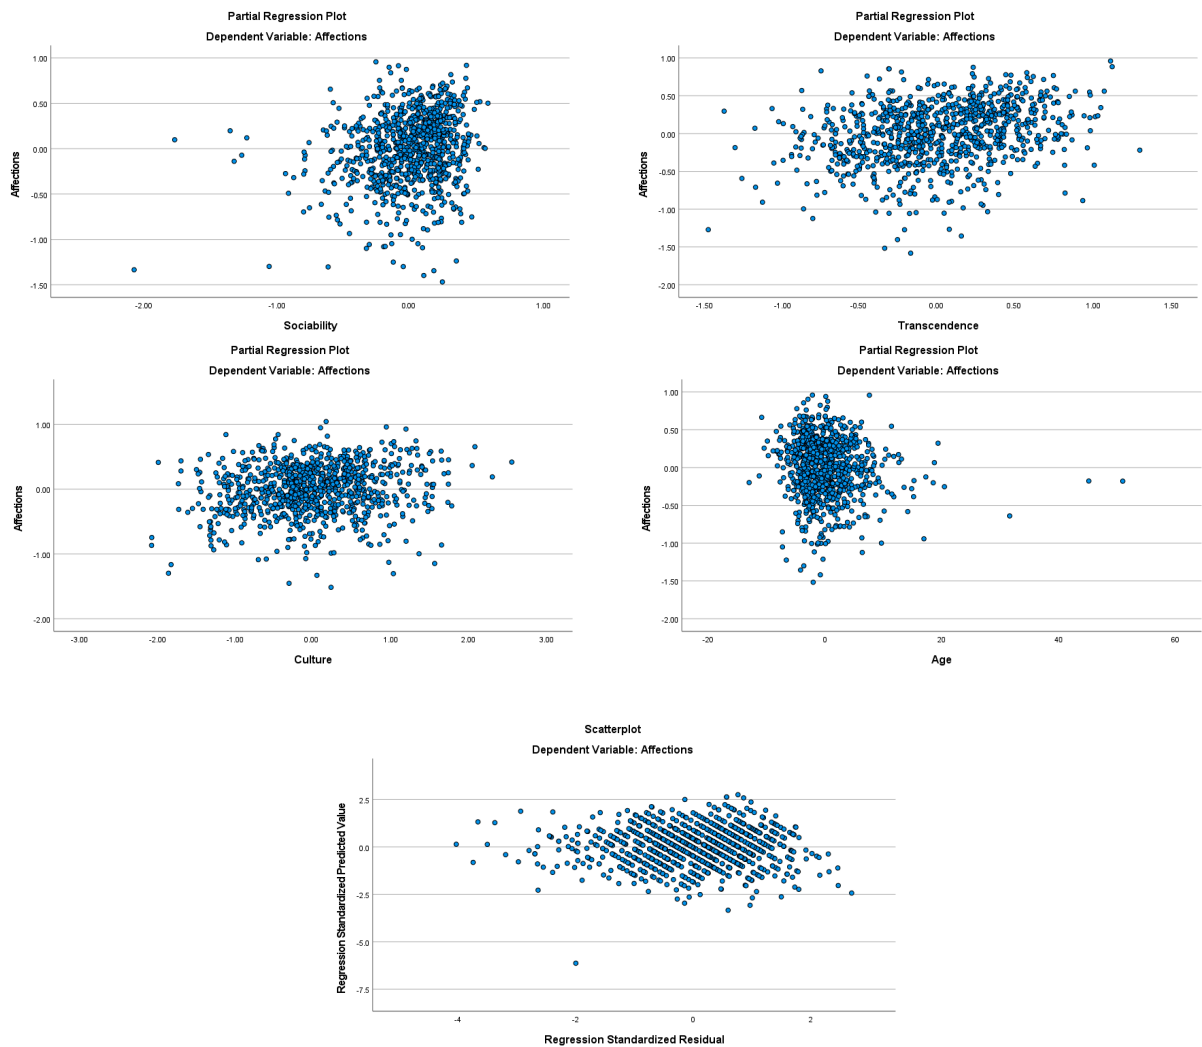 Partial Regression Plot
Dependent Variable: Affections
1.00
0.50
0.00
-0.50
-1.00
-1.50
Affections
-2.00 -1.00 0.00 1.00
Sociability
Partial Regression Plot
Dependent Variable: Affections
1.00
0.50
0.00
-0.50
-1.00
-1.50
-2.00
Affections
-1.50 -1.00 -0.50 0.00 0.50 1.00 1.50
Transcendence
Partial Regression Plot
Dependent Variable: Affections
1.00
0.00
-1.00
-2.00
Affections
-3.00 -2.00 -1.00 0.00 1.00 2.00 3.00
Culture
Partial Regression Plot
Dependent Variable: Affections
1.00
0.50
0.00
-0.50
-1.00
-1.50
-2.00
Affections
-20 0 20 40 60
Age
Scatterplot
Dependent Variable: Affections
2.5
0.0
-2.5
-5.0
-7.5
Regression Standardized Predicted Value
-4 -2 0 2
Regression Standardized Residual